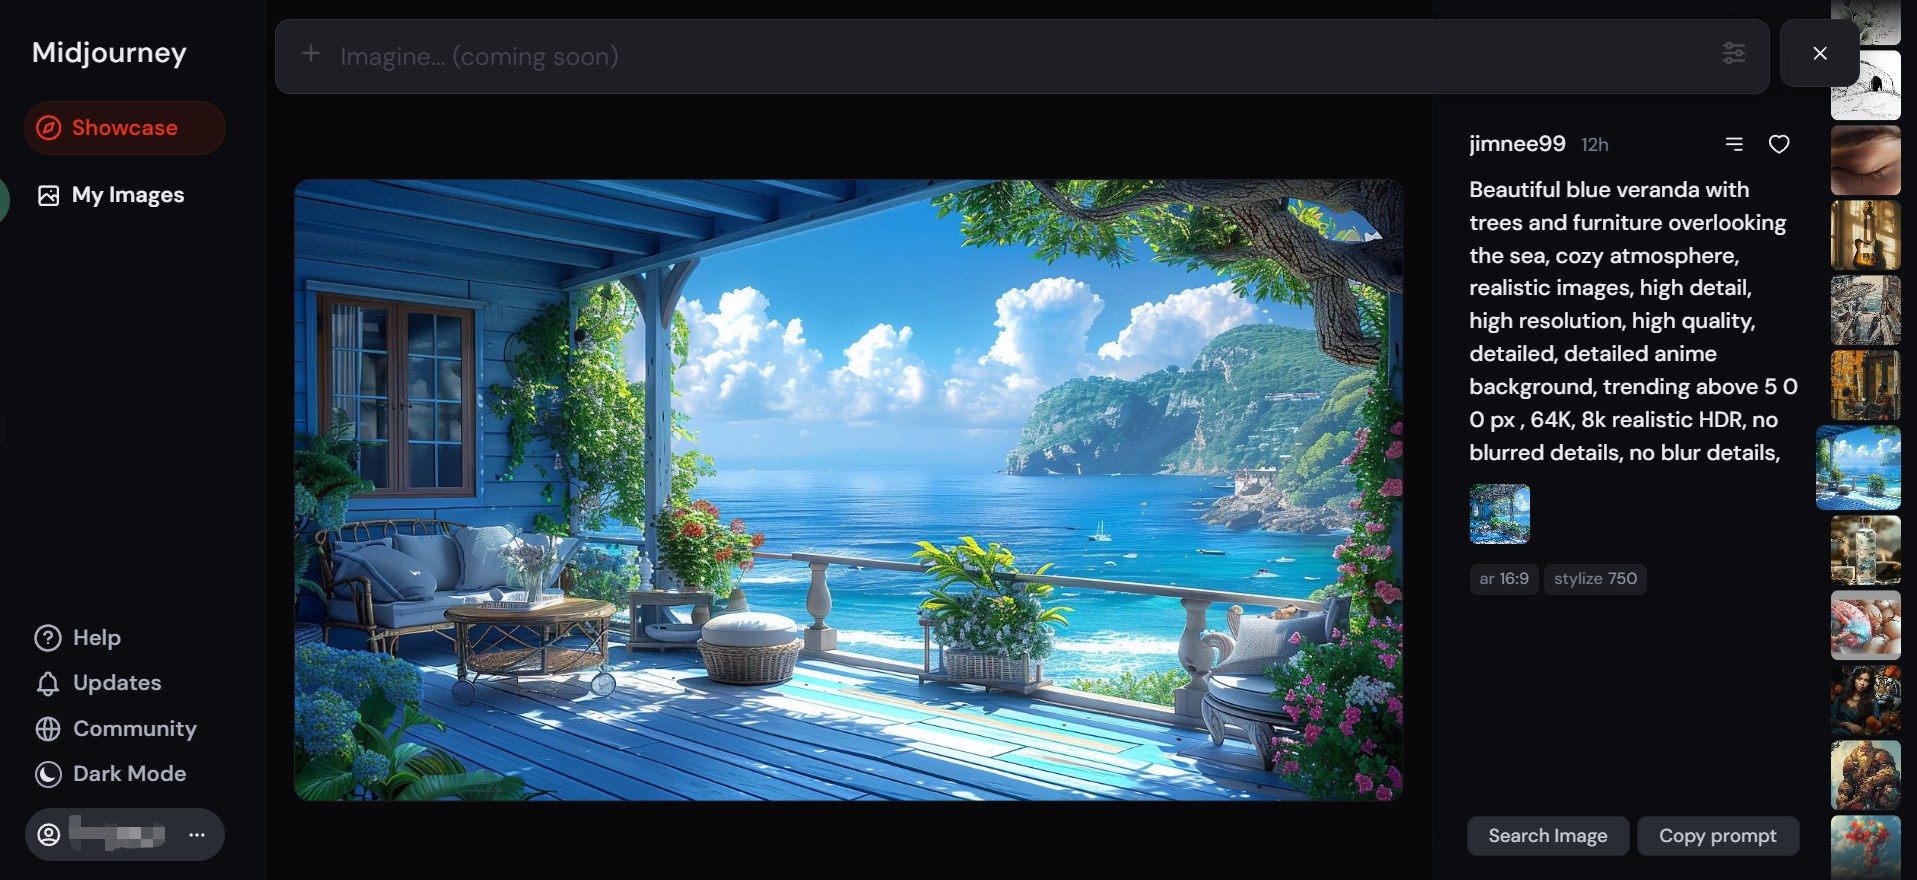 Midjourney
Showcase
My Images
Help
Updates
Community
Dark Mode
Imagine... (coming soon)
jimnee99 12h
Beautiful blue veranda with
trees and furniture overlooking
the sea, cozy atmosphere,
realistic images, high detail,
high resolution, high quality,
detailed, detailed anime
background, trending above 5 0
0 px , 64K, 8k realistic HDR, no
blurred details, no blur details,
ar 16:9 stylize 750
Search Image Copy prompt